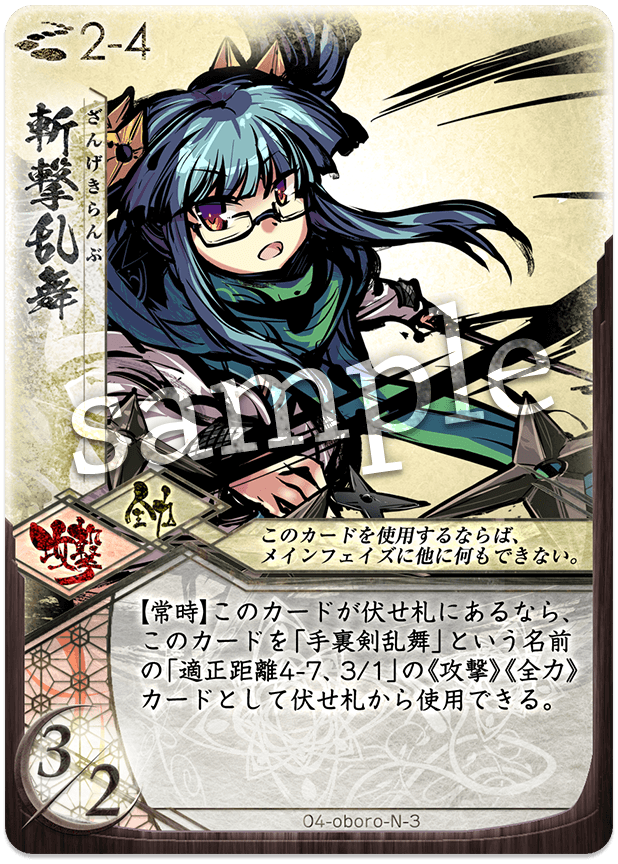 2-4
斬撃乱舞
ざんげきらんぶ
sample
攻撃
全力
このカードを使用するならば、
メインフェイズに他に何もできない。
【常時】このカードが伏せ札にあるなら、
このカードを「手裏剣乱舞」という名前
の「適正距離4-7、3/1」の《攻撃》《全力》
カードとして伏せ札から使用できる。
3/2
04-oboro-N-3